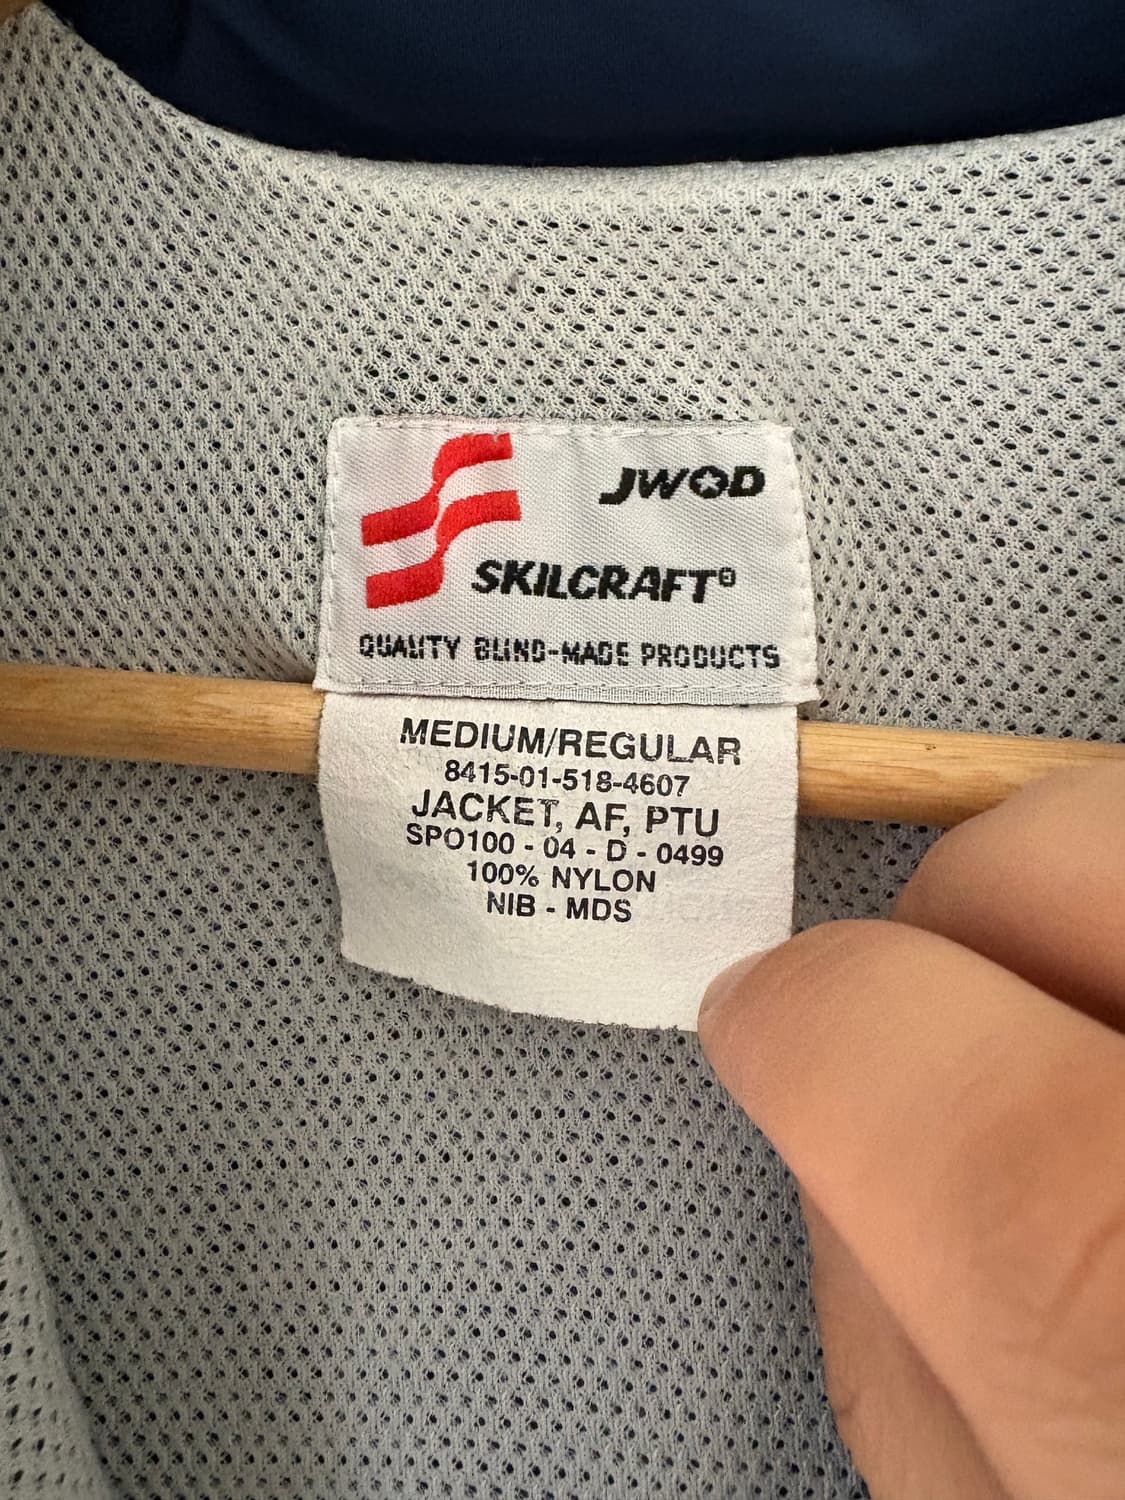 JWOD
SKILCRAFT®
QUALITY BLIND-MADE PRODUCTS
MEDIUM/REGULAR
8415-01-518-4607
JACKET, AF, PTU
SPO100 - 04 - D - 0499
100% NYLON
NIB - MDS